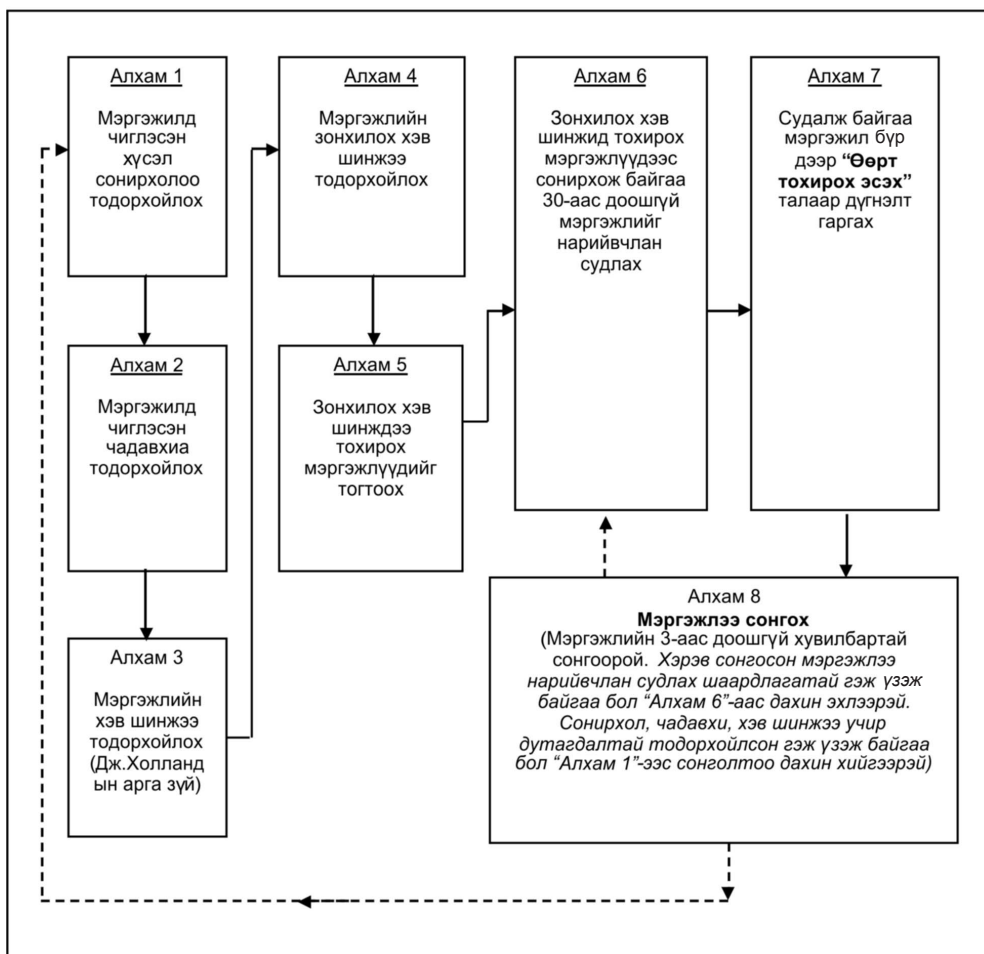 Алхам 1
Мэргэжилд
чиглэсэн
хүсэл
сонирхолоо
тодорхойлох
Алхам 2
Мэргэжилд
чиглэсэн
чадавхиа
тодорхойлох
Алхам 3
Мэргэжлийн
хэв шинжээ
тодорхойлох
(Дж.Холланд
ын арга зүй)
Алхам 4
Мэргэжлийн
зонхилох хэв
шинжээ
тодорхойлох
Алхам 5
Зонхилох хэв
шинждээ
тохирох
мэргэжлүүдийг
тогтоох
Алхам 6
Зонхилох хэв
шинжид тохирох
мэргэжлүүдээс
сонирхож байгаа
30-аас доошгүй
мэргэжлийг
нарийвчлан
судлах
Алхам 7
Судалж байгаа
мэргэжил бүр
дээр “Өөрт
тохирох эсэх”
талаар дүгнэлт
гаргах
Алхам 8
Мэргэжлээ сонгох
(Мэргэжлийн 3-аас доошгүй хувилбартай
сонгоорой. Хэрэв сонгосон мэргэжлээ
нарийвчлан судлах шаардлагатай гэж үзэж
байгаа бол “Алхам 6”-аас дахин эхлээрэй.
Сонирхол, чадавхи, хэв шинжээ учир
дутагдалтай тодорхойлсон гэж үзэж байгаа
бол “Алхам 1”-ээс сонголтоо дахин хийгээрэй)